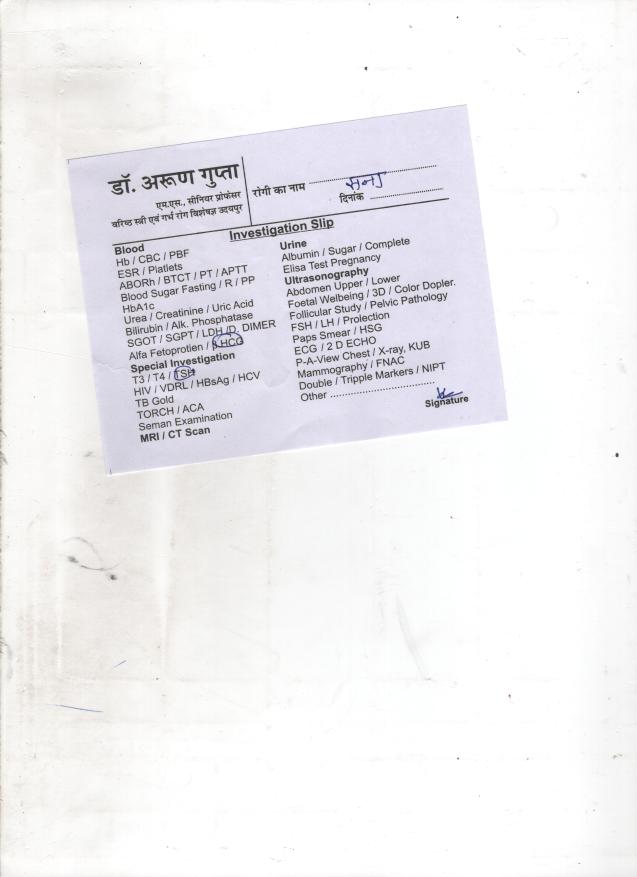 डॉ. अरूण गुप्ता
एम.एस., सीनियर प्रोफेसर
वरिष्ठ स्त्री एवं गर्भ रोग विशेषज्ञ उदयपुर
रोगी का नाम
दिनांक
Investigation Slip
Blood
Hb / CBC / PBF
ESR / Platlets
ABORh / BTCT / PT / APTT
Blood Sugar Fasting / R / PP
HbA1c
Urea / Creatinine / Uric Acid
Bilirubin / Alk. Phosphatase
SGOT / SGPT / LDH /D. DIMER
Alfa Fetoprotien / β HCG
Special Investigation
T3 / T4 / TSH
HIV / VDRL / HBsAg / HCV
TB Gold
TORCH / ACA
Seman Examination
MRI / CT Scan
Urine
Albumin / Sugar / Complete
Elisa Test Pregnancy
Ultrasonography
Abdomen Upper / Lower
Foetal Welbeing / 3D / Color Dopler.
Follicular Study / Pelvic Pathology
FSH / LH / Prolection
Paps Smear / HSG
ECG / 2 D ECHO
P-A-View Chest / X-ray, KUB
Mammography / FNAC
Double / Tripple Markers / NIPT
Other ................................
Signature